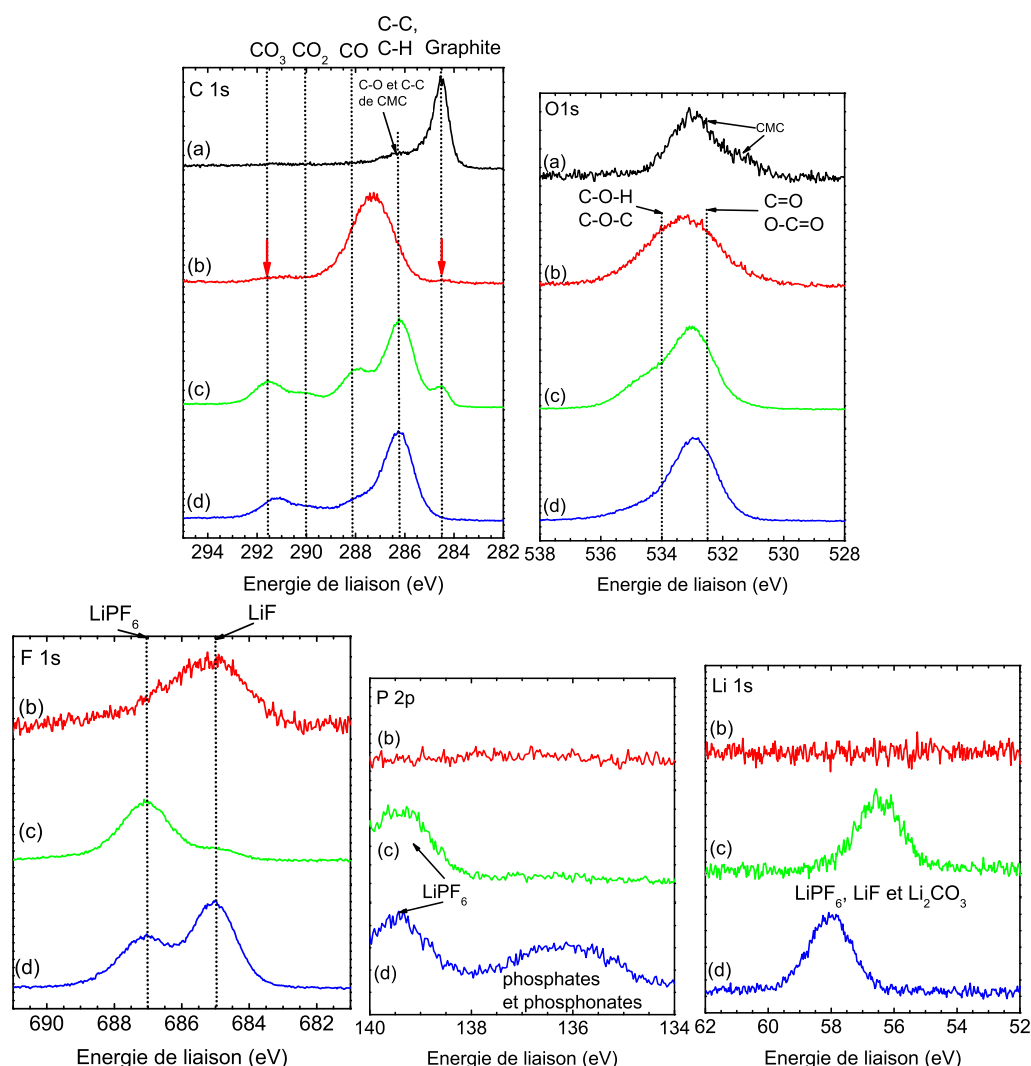 C-C,
C-H
CO3 CO2 CO Graphite
C 1s
C-O et C-C
de CMC
(a)
(b)
(c)
(d)
294 292 290 288 286 284 282
Energie de liaison (eV)
O1s
CMC
(a)
C-O-H
C-O-C
C=O
O-C=O
(b)
(c)
(d)
538 536 534 532 530 528
Energie de liaison (eV)
LiPF6 LiF
F 1s
(b)
(c)
(d)
690 688 685 682
Energie de liaison (eV)
P 2p
(b)
(c)
LiPF6
(d)
phosphates
et phosphonates
140 138 136 134
Energie de liaison (eV)
Li 1s
(b)
(c)
LiPF6, LiF et Li2CO3
(d)
62 60 58 56 54 52
Energie de liaison (eV)